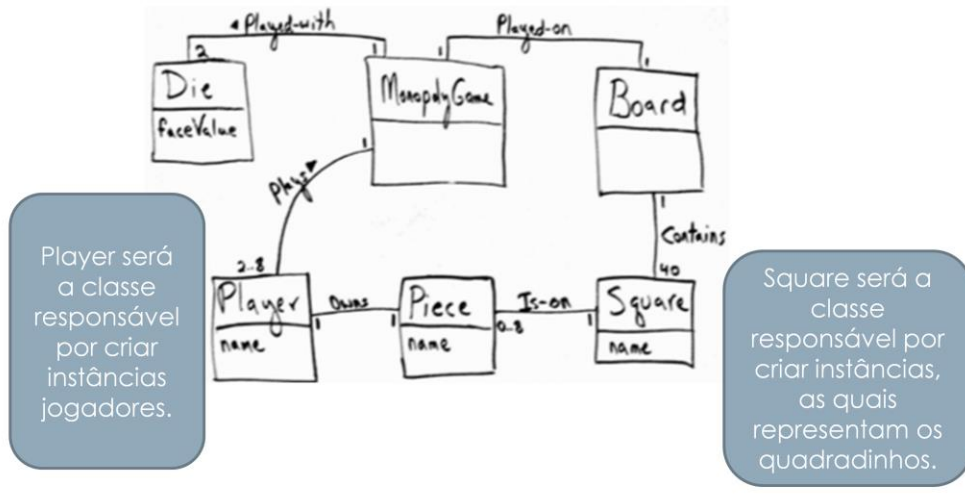 ◄ Played-with
Played-on
2
1
1
1
Die
faceValue
MonopolyGame
Board
1
Plays ►
1
Contains
Player será
a classe
responsável
por criar
instâncias
jogadores.
2..8
Player
name
Owns
1
1
Piece
name
Is-on
0..8
1
40
Square
name
Square será a
classe
responsável por
criar instâncias,
as quais
representam os
quadradinhos.